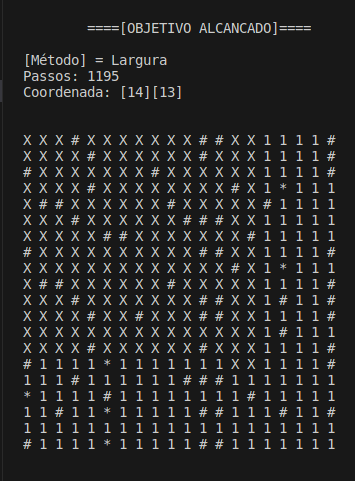 ====[OBJETIVO ALCANCADO]====
[Método] = Largura
Passos: 1195
Coordenada: [14][13]
X X X # X X X X X X X # # X X 1 1 1 1 #
X X X X # X X X X X X # X X X 1 1 1 1 #
# X X X X X X X # X X X X X X 1 1 1 1 #
X X X X # X X X X X X X X # X 1 * 1 1 1
X # # X X X X X X # X X X X X # 1 1 1 1
X X X # X X X X X X # # # X X 1 1 1 1 1
X X X X X # # X X X X X X X # 1 1 1 1 1
# X X X X X X X X X X # # X X 1 1 1 1 #
X X X X X X X X X X X X X # X 1 * 1 1 1
X # # X X X X X X # X X X X X 1 1 1 1 #
X X X # X X X X X X X # # X X 1 # 1 1 #
X X X # X X X # X X X # # X X 1 1 1 1 #
X X X X X X X X X X X X X X X 1 # 1 1 1
X X X X # X X X X X X # X X X 1 1 1 1 #
# 1 1 1 1 * 1 1 1 1 1 1 1 X X 1 1 1 1 #
1 1 1 # 1 1 1 1 1 1 # # # 1 1 1 1 1 1 1
* 1 1 1 1 # 1 1 1 1 1 1 1 1 # 1 1 1 1 1
1 1 # 1 1 * 1 1 1 1 1 # # 1 1 1 # 1 1 #
1 1 1 1 1 1 1 1 1 1 1 1 1 1 1 1 1 1 1 1
# 1 1 1 1 * 1 1 1 1 1 # # 1 1 1 1 1 1 1